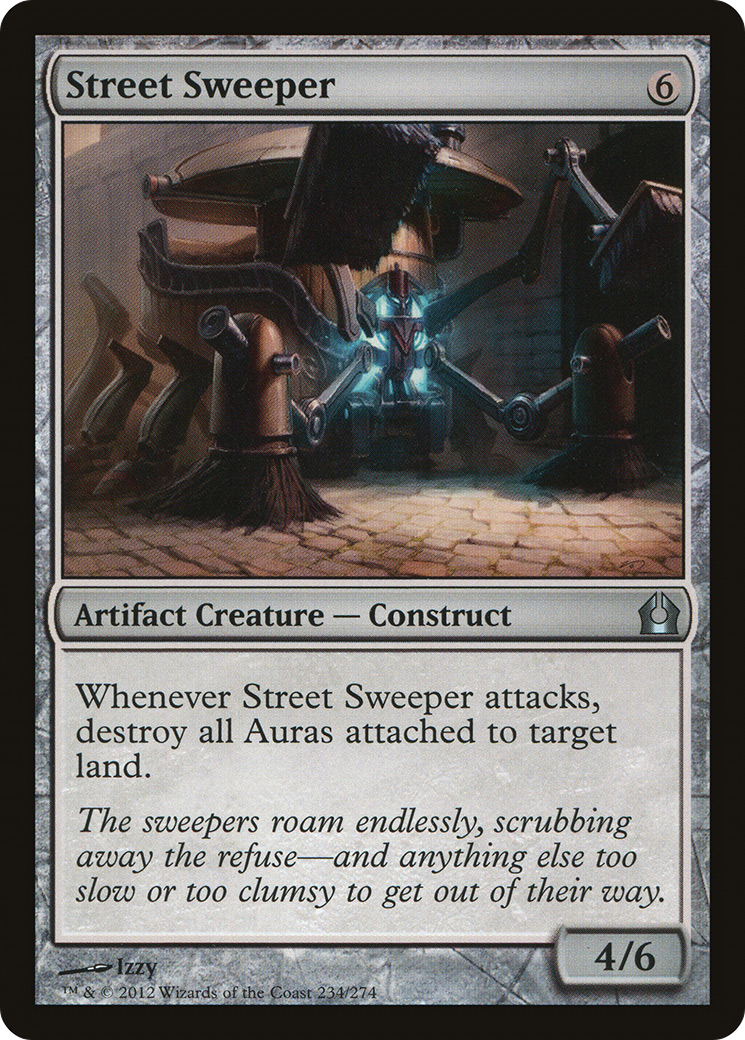 Street Sweeper 6
Artifact Creature — Construct
Whenever Street Sweeper attacks,
destroy all Auras attached to target
land.
The sweepers roam endlessly, scrubbing
away the refuse—and anything else too
slow or too clumsy to get out of their way.
4/6
Izzy
™ & © 2012 Wizards of the Coast 234/274